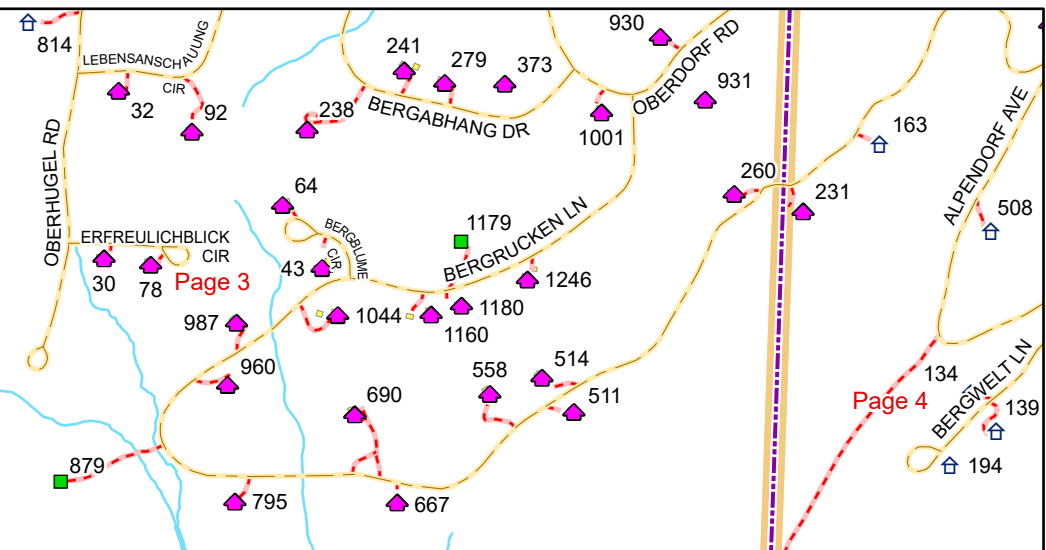 814
LEBENSANSCHAUUNG
CIR
32
92
OBERHUGEL RD
241
279
373
238
BERGABHANG DR
930
OBERDORF RD
931
1001
163
260
231
ALPENDORF AVE
508
64
BERGBLUME
CIR
43
1179
BERGRUCKEN LN
1246
ERFREULICHBLICK
CIR
30
78
Page 3
987
1044
1160
1180
960
558
514
511
690
134
Page 4
BERGWELT LN
139
194
879
795
667